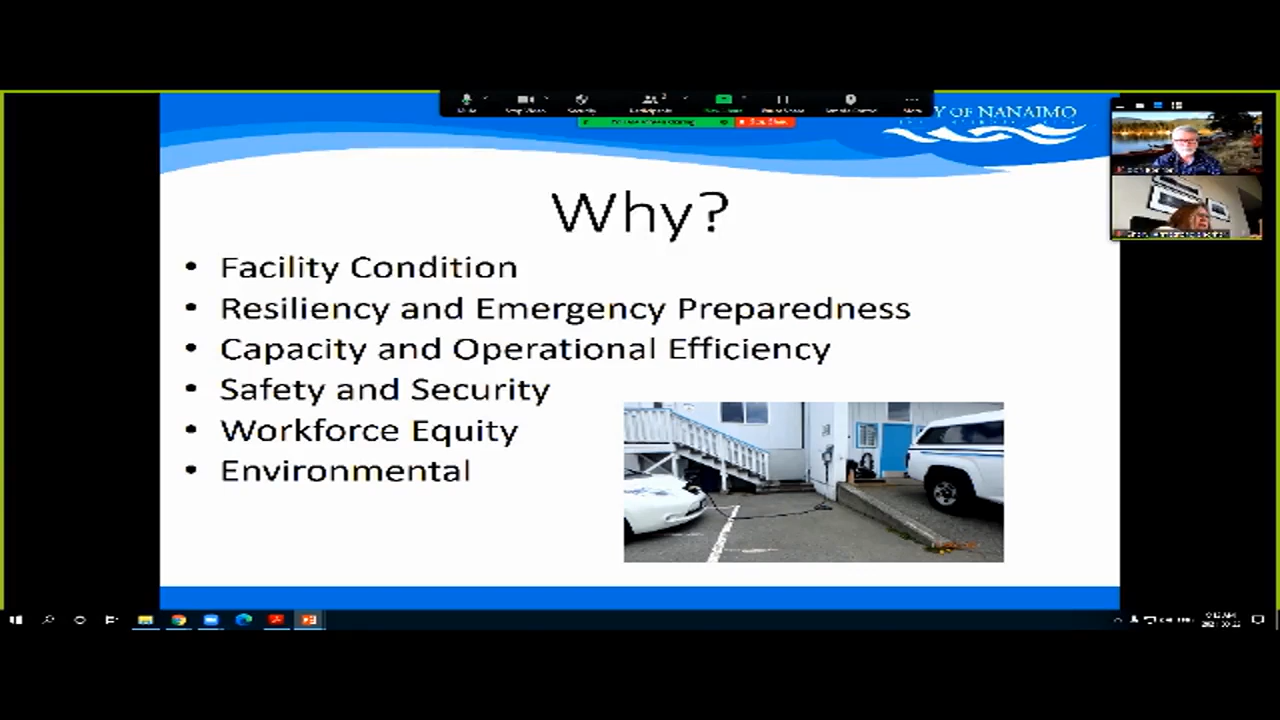 Y OF NANAIMO
Why?
• Facility Condition
• Resiliency and Emergency Preparedness
• Capacity and Operational Efficiency
• Safety and Security
• Workforce Equity
• Environmental